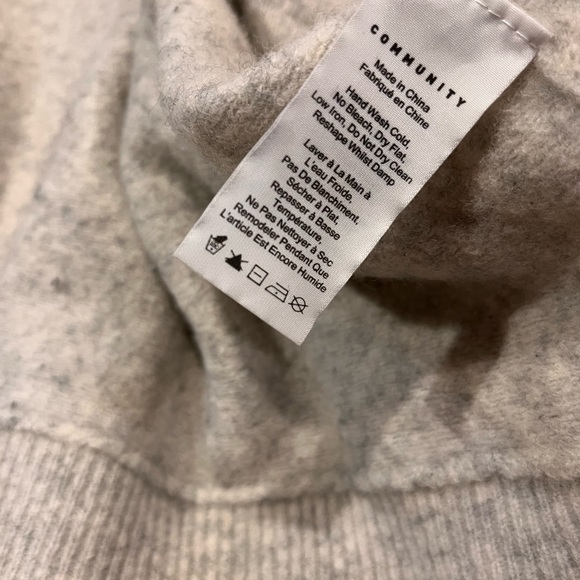 COMMUNITY
Made in China
Fabriqué en Chine
Hand Wash Cold,
No Bleach, Dry Flat,
Low Iron, Do Not Dry Clean
Reshape Whilst Damp
Laver à La Main à
L'eau Froide,
Pas De Blanchiment,
Sécher à Plat,
Repasser à Basse
Température,
Ne Pas Nettoyer à Sec
Remodeler Pendant Que
L'article Est Encore Humide